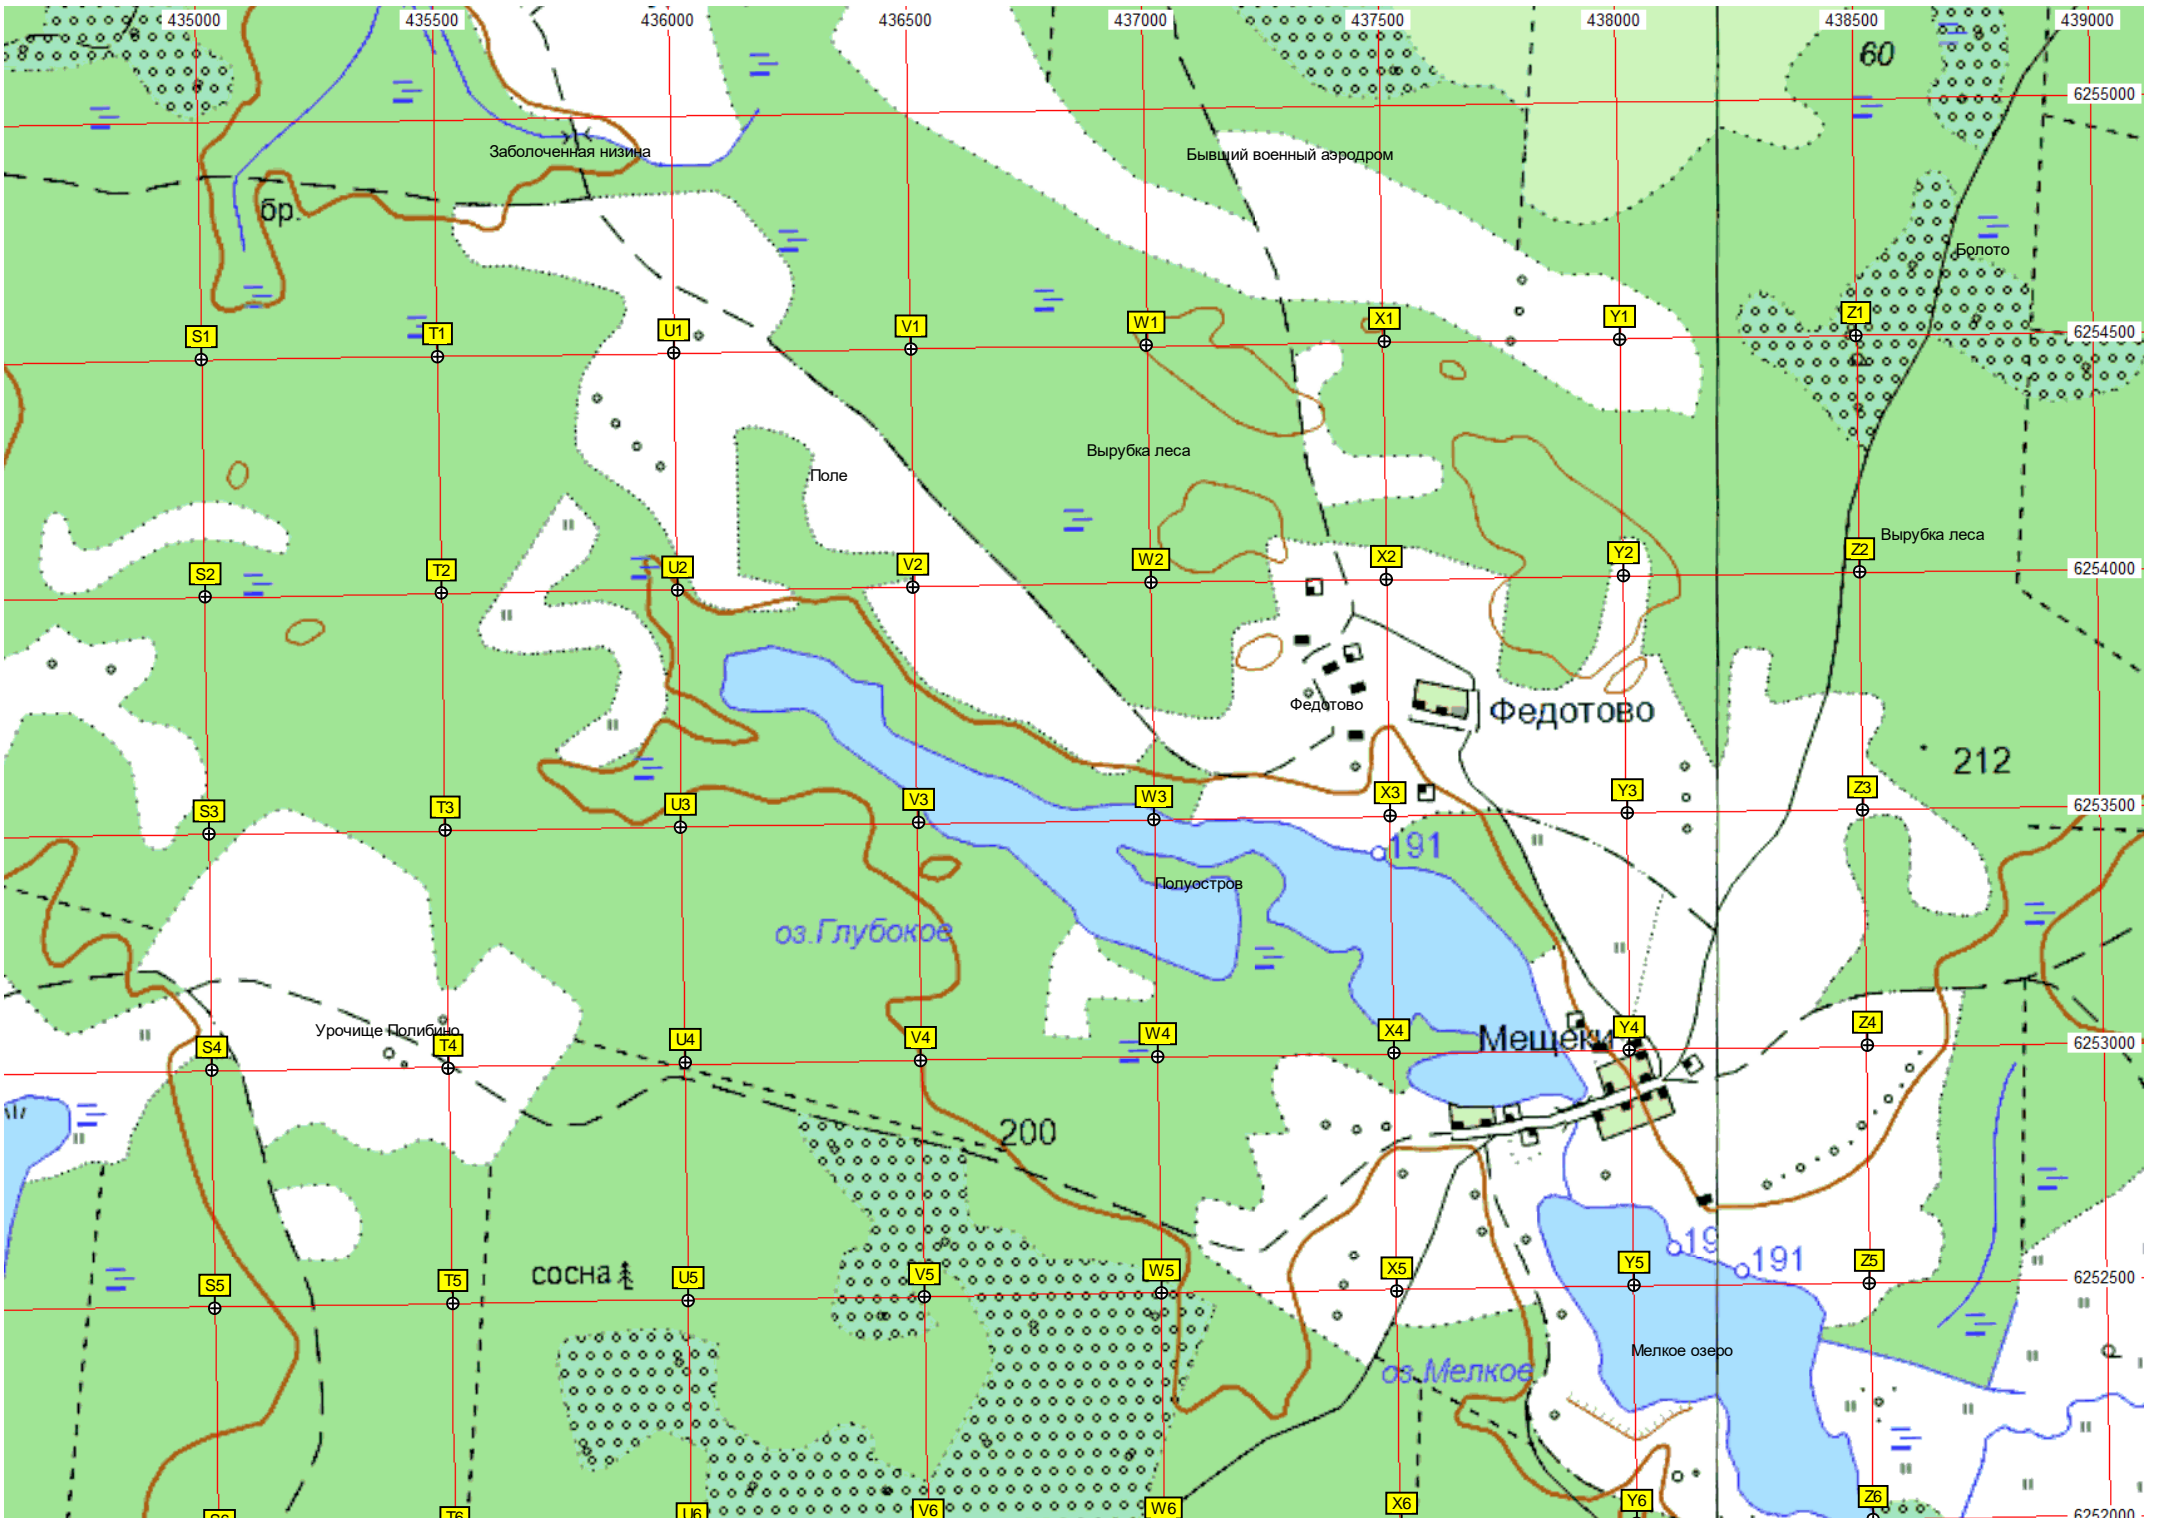 435000 435500 436000 436500 437000 437500 438000 438500 439000
60
6255000
Заболоченная низина
Бывший военный аэродром
бр.
Болото
S1 T1 U1 V1 W1 X1 Y1 Z1
6254500
Вырубка леса
Поле
Вырубка леса
S2 T2 U2 V2 W2 X2 Y2 Z2
6254000
Федотово
Федотово
212
S3 T3 U3 V3 W3 X3 Y3 Z3
6253500
191
Полуостров
оз.Глубокое
Урочище Полибино
Мещеки
S4 T4 U4 V4 W4 X4 Y4 Z4
6253000
200
19
191
сосна
S5 T5 U5 V5 W5 X5 Y5 Z5
6252500
Мелкое озеро
оз.Мелкое
S6 T6 U6 V6 W6 X6 Y6 Z6
6252000